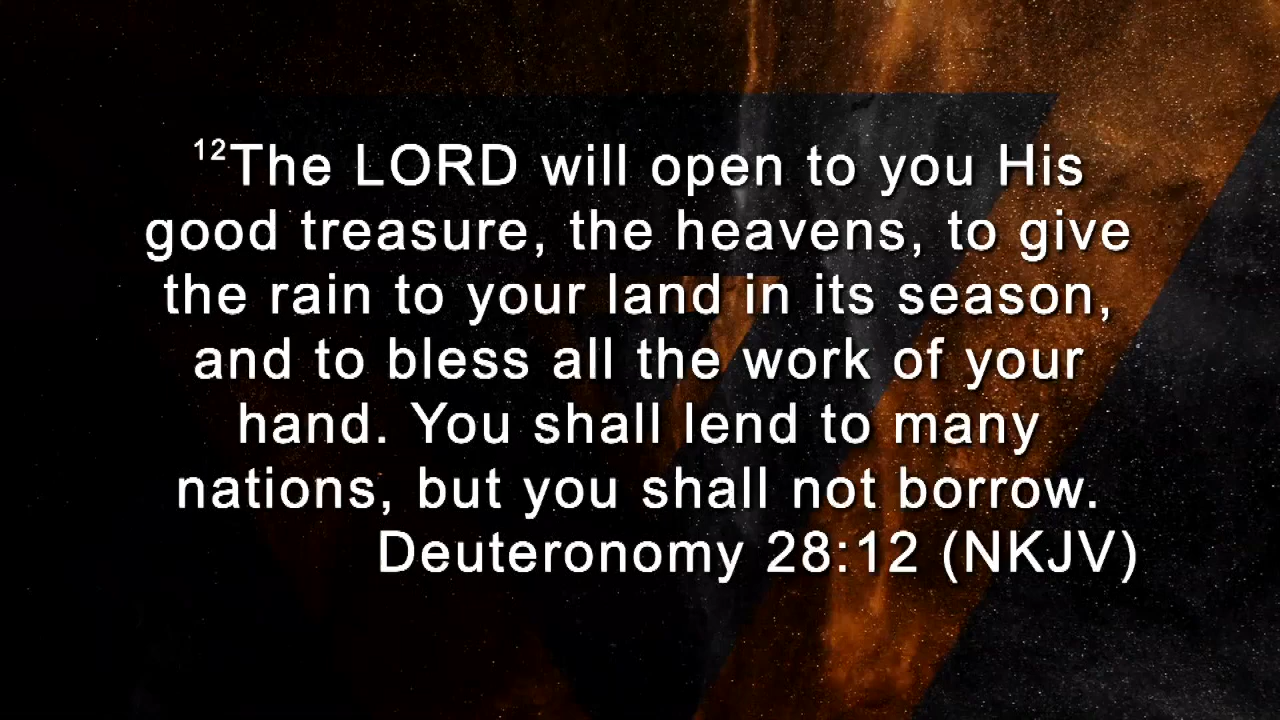 12The LORD will open to you His
good treasure, the heavens, to give
the rain to your land in its season,
and to bless all the work of your
hand. You shall lend to many
nations, but you shall not borrow.
Deuteronomy 28:12 (NKJV)